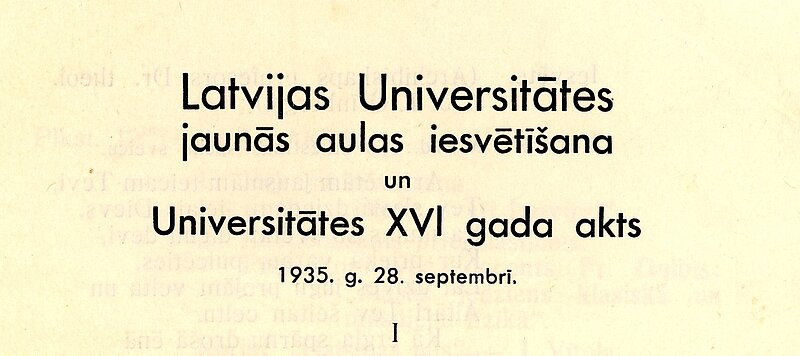 Latvijas Universitātes
jaunās aulas iesvētīšana
un
Universitātes XVI gada akts
1935. g. 28. septembrī.
I